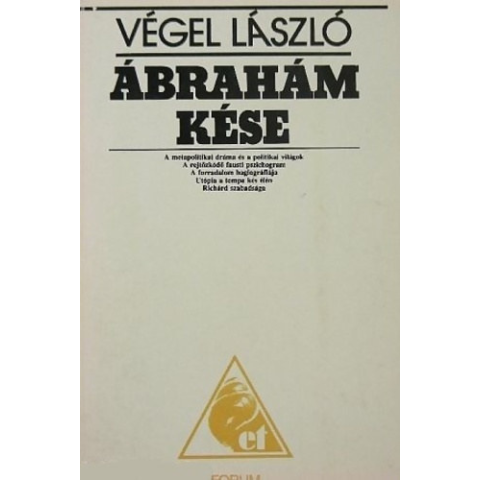 VÉGEL LÁSZLÓ
ÁBRAHÁM
KÉSE
A metapolitikai dráma és a politikai világok
A rejtőzködő fausti pszichogram
A forradalom hagiográfiája
Utópia a tompa kés élén
Richárd szabadsága
et
FORUM